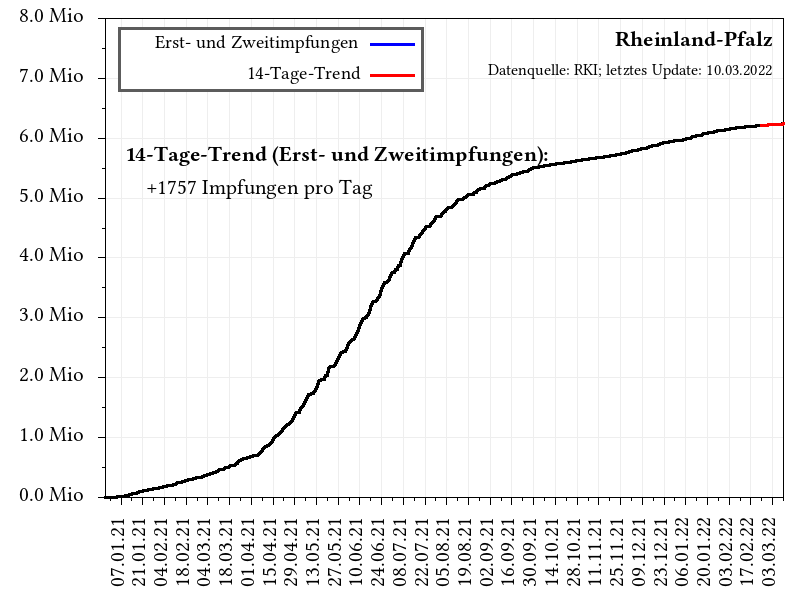 8.0 Mio
7.0 Mio
6.0 Mio
5.0 Mio
4.0 Mio
3.0 Mio
2.0 Mio
1.0 Mio
0.0 Mio
Erst- und Zweitimpfungen
14-Tage-Trend
Rheinland-Pfalz
Datenquelle: RKI; letztes Update: 10.03.2022
14-Tage-Trend (Erst- und Zweitimpfungen):
+1757 Impfungen pro Tag
07.01.21
21.01.21
04.02.21
18.02.21
04.03.21
18.03.21
01.04.21
15.04.21
29.04.21
13.05.21
27.05.21
10.06.21
24.06.21
08.07.21
22.07.21
05.08.21
19.08.21
02.09.21
16.09.21
30.09.21
14.10.21
28.10.21
11.11.21
25.11.21
09.12.21
23.12.21
06.01.22
20.01.22
03.02.22
17.02.22
03.03.22